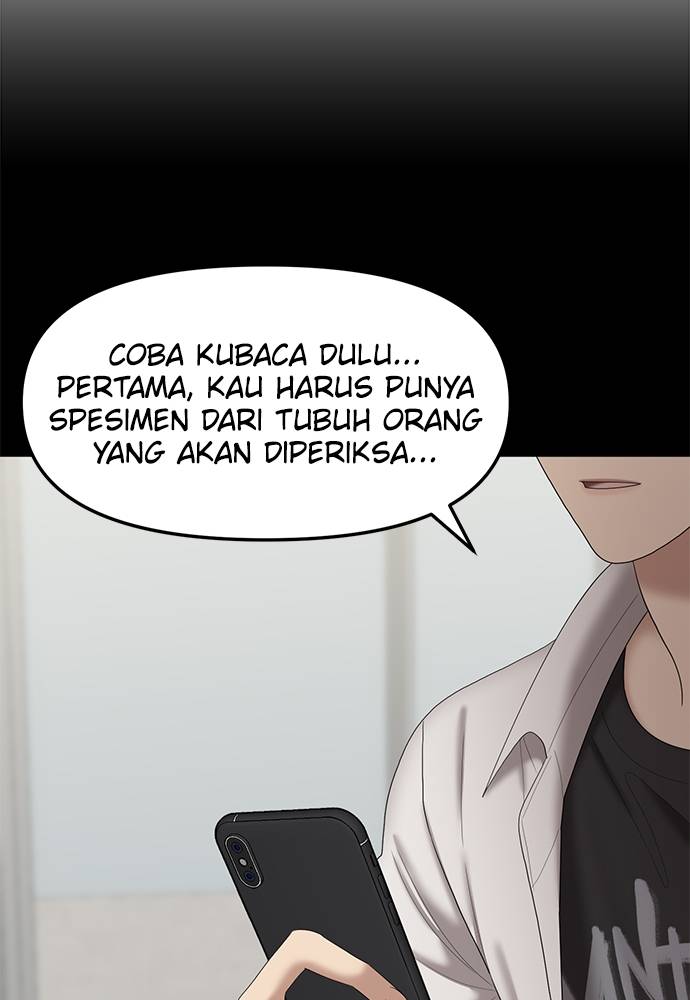 COBA KUBACA DULU...
PERTAMA, KAU HARUS PUNYA
SPESIMEN DARI TUBUH ORANG
YANG AKAN DIPERIKSA...